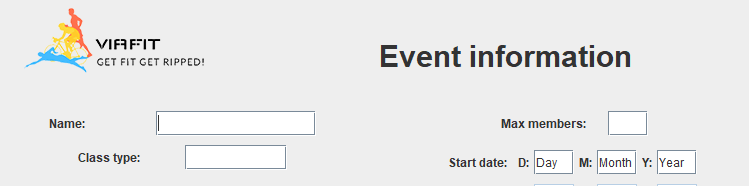 VIAFIT
GET FIT GET RIPPED!
Event information
Name:
Max members:
Class type:
Start date: D: Day M: Month Y: Year